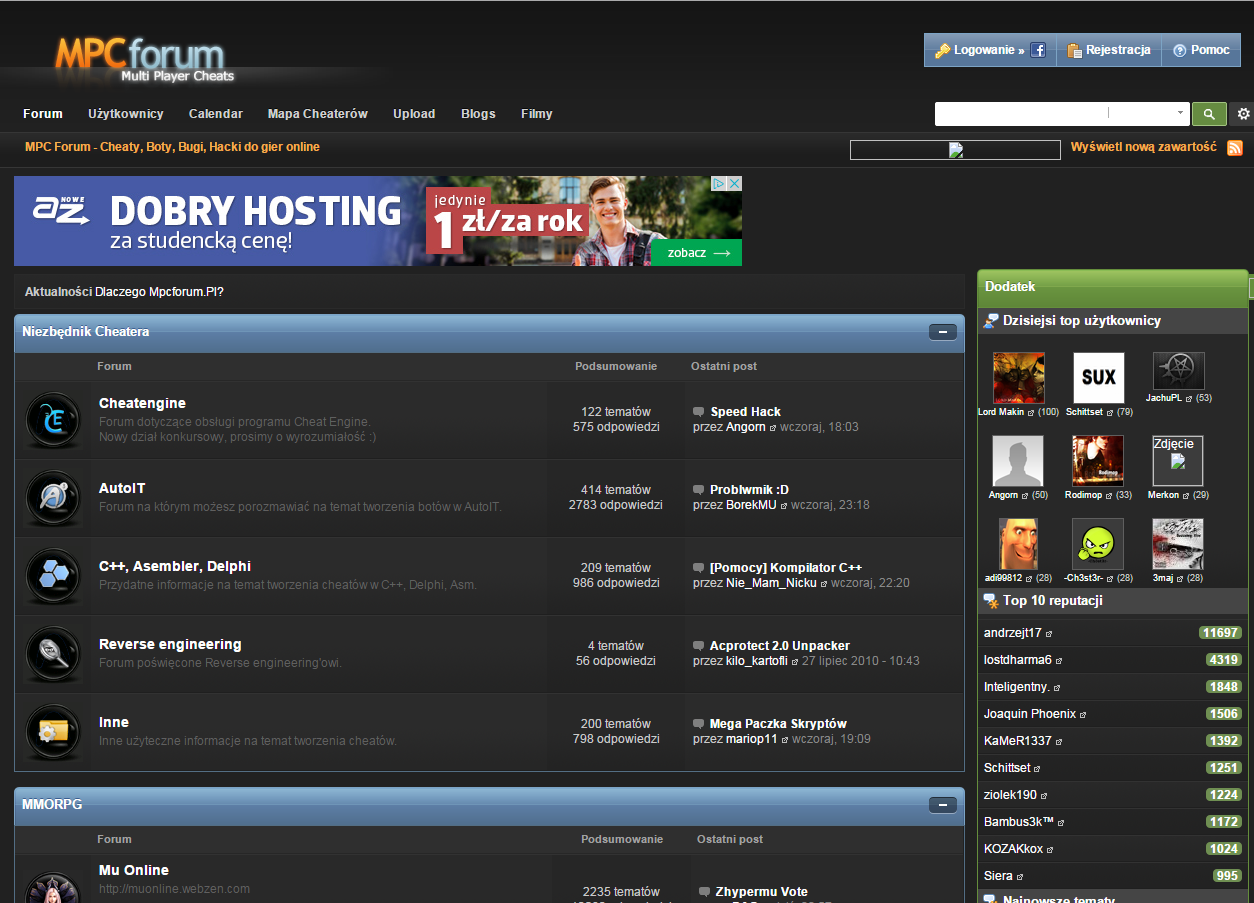 MPCforum
Multi Player Cheats
Logowanie »
Rejestracja
Pomoc
Forum
Użytkownicy
Calendar
Mapa Cheaterów
Upload
Blogs
Filmy
MPC Forum - Cheaty, Boty, Bugi, Hacki do gier online
Wyświetl nową zawartość
NOWE
aż
DOBRY HOSTING
za studencką cenę!
jedynie
1 zł/za rok
zobacz →
Aktualności Dlaczego Mpcforum.Pl?
Niezbędnik Cheatera
Forum
Podsumowanie
Ostatni post
Cheatengine
Forum dotyczące obsługi programu Cheat Engine.
Nowy dział konkursowy, prosimy o wyrozumiałość :)
122 tematów
575 odpowiedzi
Speed Hack
przez Angorn wczoraj, 18:03
AutoIT
Forum na którym możesz porozmawiać na temat tworzenia botów w AutoIT.
414 tematów
2783 odpowiedzi
Problwmik :D
przez BorekMU wczoraj, 23:18
C++, Asembler, Delphi
Przydatne informacje na temat tworzenia cheatów w C++, Delphi, Asm.
209 tematów
986 odpowiedzi
[Pomocy] Kompilator C++
przez Nie_Mam_Nicku wczoraj, 22:20
Reverse engineering
Forum poświęcone Reverse engineering'owi.
4 tematów
56 odpowiedzi
Acprotect 2.0 Unpacker
przez kilo_kartofli 27 lipiec 2010 - 10:43
Inne
Inne użyteczne informacje na temat tworzenia cheatów.
200 tematów
798 odpowiedzi
Mega Paczka Skryptów
przez mariop11 wczoraj, 19:09
MMORPG
Forum
Podsumowanie
Ostatni post
Mu Online
http://muonline.webzen.com
2235 tematów
Zhypermu Vote
Dodatek
Dzisiejsi top użytkownicy
SUX
Lord Makin (100)
Schittset (79)
JachuPL (53)
Zdjęcie
Angorn (50)
Rodimop (33)
Merkon (29)
adi99812 (28)
-Ch3st3r- (28)
3maj (28)
Top 10 reputacji
andrzejt17 11697
lostdharma6 4319
Inteligentny. 1848
Joaquin Phoenix 1506
KaMeR1337 1392
Schittset 1251
ziolek190 1224
Bambus3k™ 1172
KOZAKkox 1024
Siera 995
Najnowsze tematy